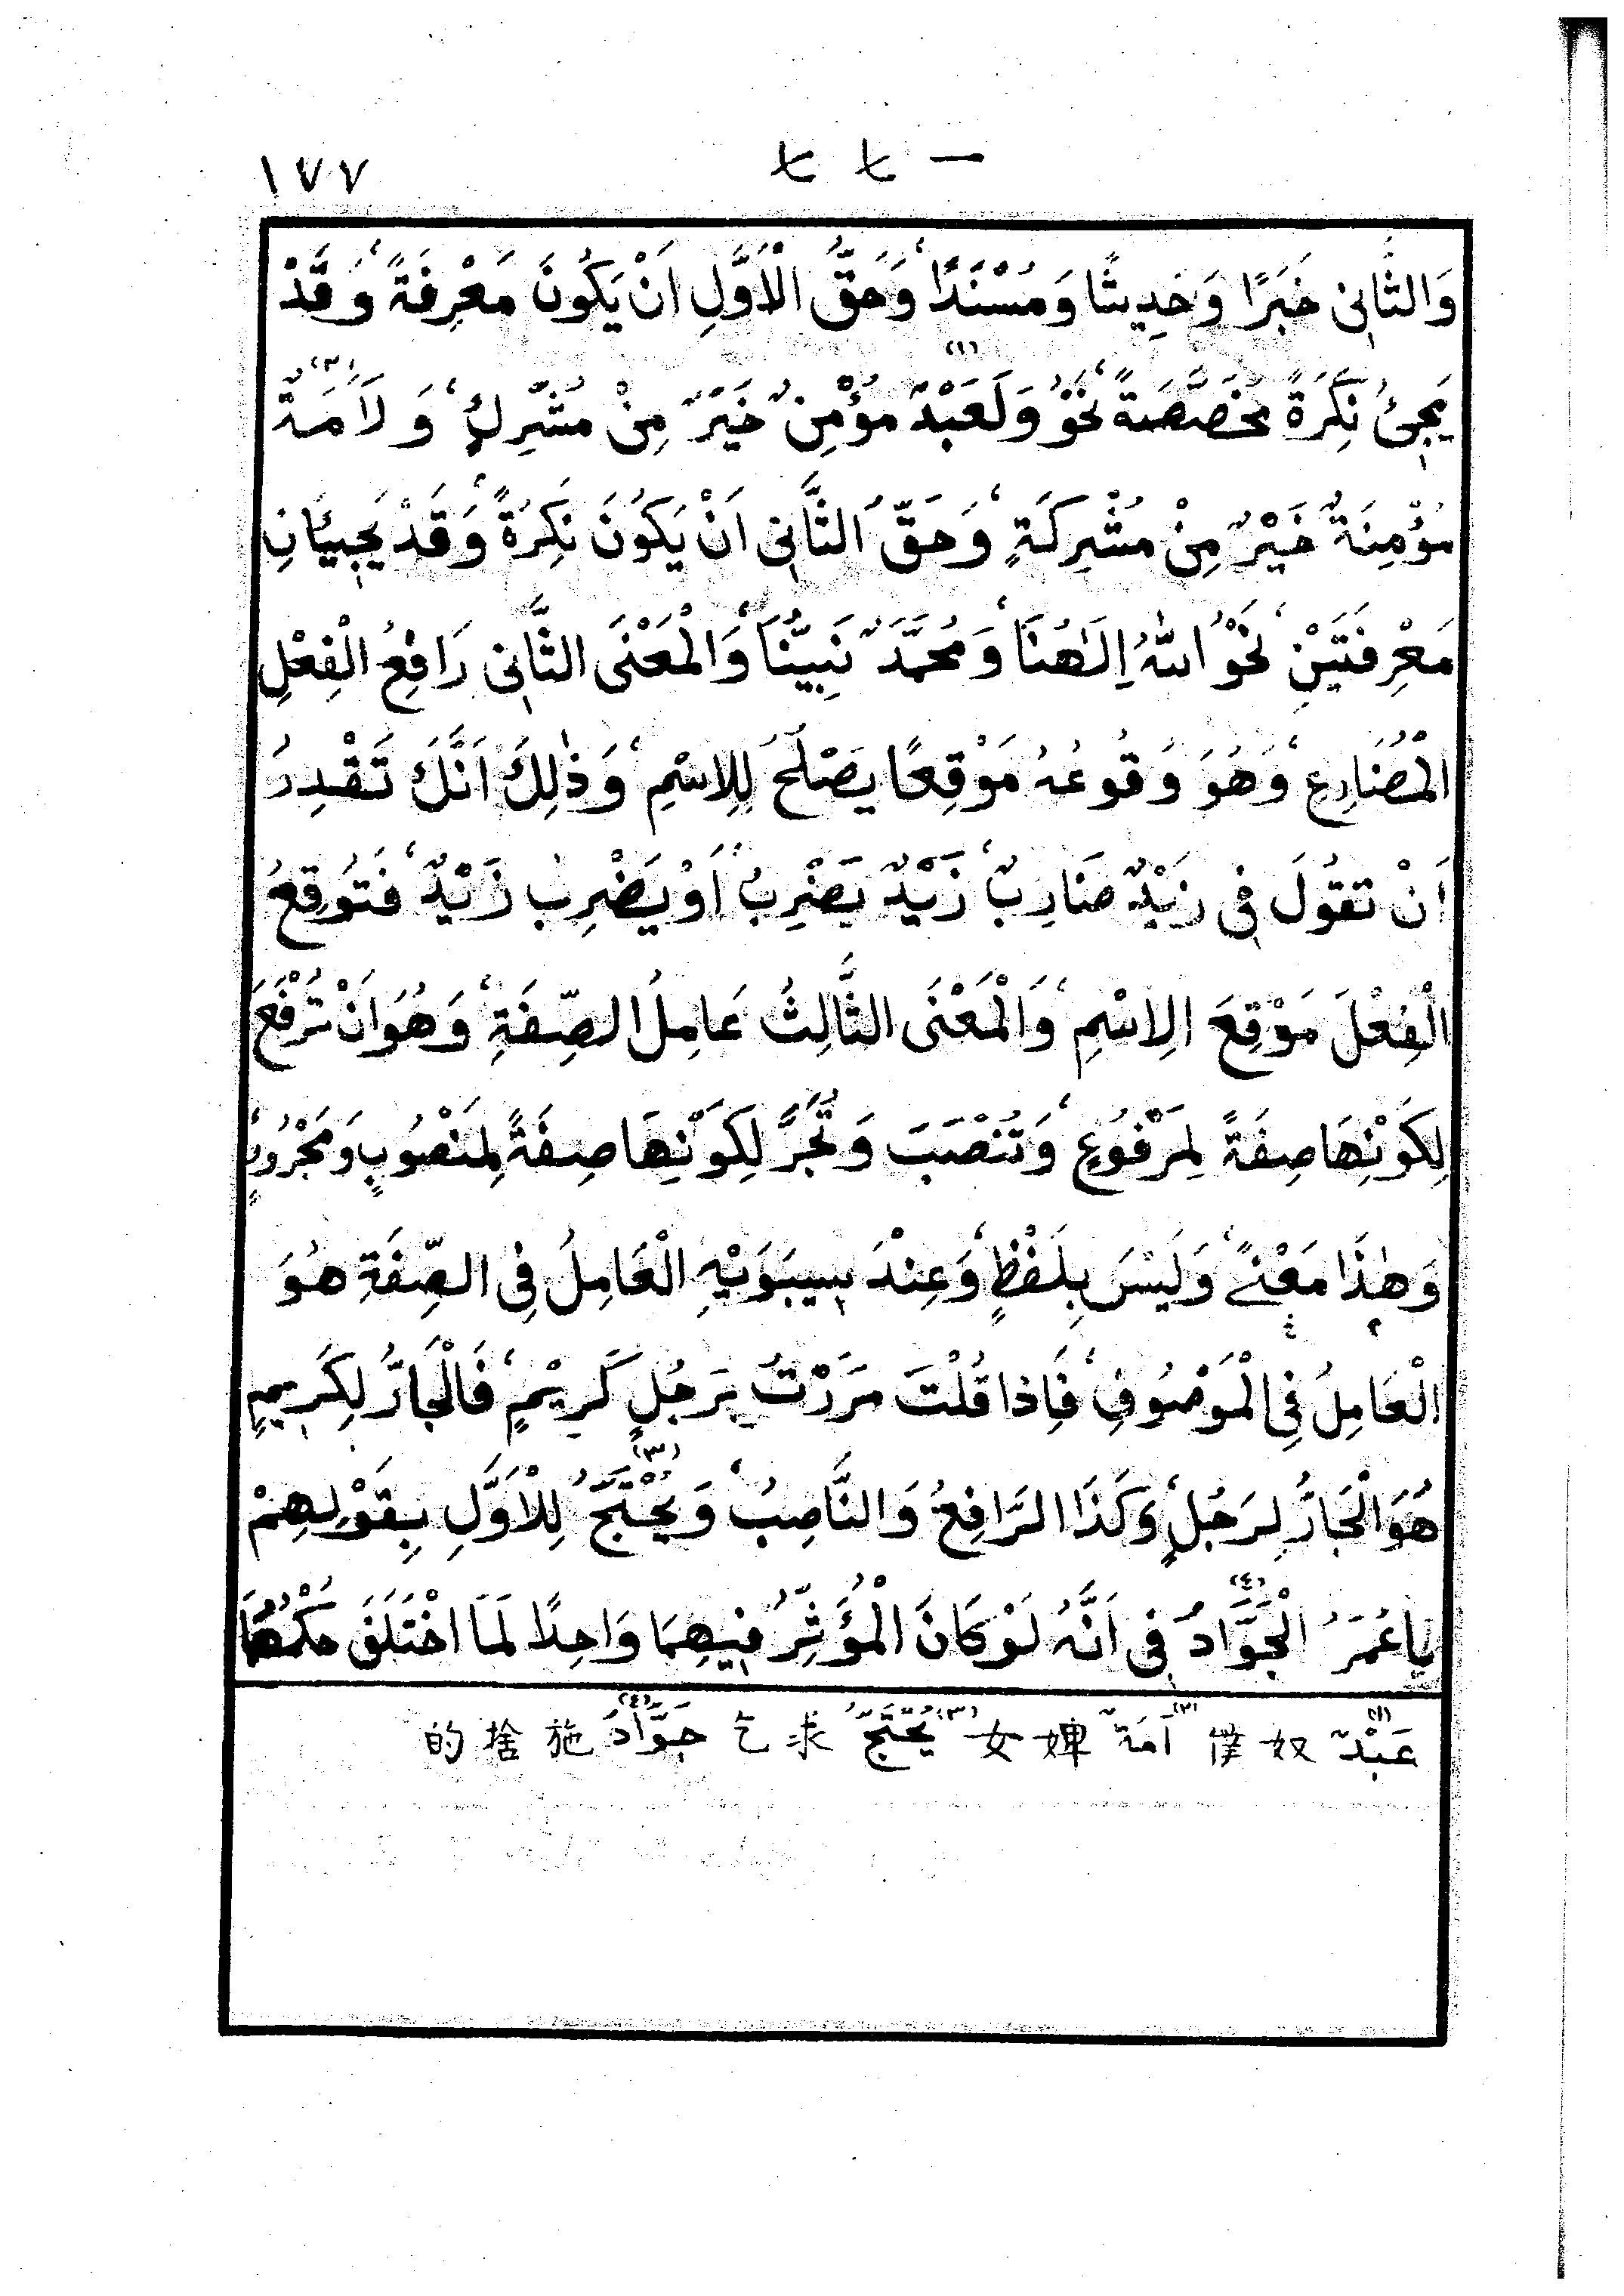 一七七 ١٧٧
وَالثَّانِي خَبَرًا وَحَدِيثًا وَمُسْنَدًا وَحَقُّ الْاَوَّلِ اَنْ يَكُونَ مَعْرِفَةً وَقَدْ
يَجِئُ نَكِرَةً مُخَصَّصَةً نَحْوُ وَلَعَبْدٌ (١) مُؤْمِنٌ خَيْرٌ مِنْ مُشْرِكٍ وَلَاَمَةٌ (٢)
مُؤْمِنَةٌ خَيْرٌ مِنْ مُشْرِكَةٍ وَحَقُّ الثَّانِي اَنْ يَكُونَ نَكِرَةً وَقَدْ يَجِيئَانِ
مَعْرِفَتَيْنِ نَحْوُ اللّٰهُ اِلٰهُنَا وَمُحَمَّدٌ نَبِيُّنَا وَالْمَعْنَى الثَّانِي رَافِعُ الْفِعْلِ
الْمُضَارِعِ وَهُوَ وُقُوعُهُ مَوْقِعًا يَصْلَحُ لِلِاسْمِ وَذٰلِكَ اَنَّكَ تَقْدِرُ
اَنْ تَقُولَ فِي زَيْدٌ ضَارِبٌ زَيْدٌ يَضْرِبُ اَوْ يَضْرِبُ زَيْدٌ فَتُوقِعُ
الْفِعْلَ مَوْقِعَ الِاسْمِ وَالْمَعْنَى الثَّالِثُ عَامِلُ الصِّفَةِ وَهُوَ اَنْ تُرْفَعَ
لِكَوْنِهَا صِفَةً لِمَرْفُوعٍ وَتُنْصَبَ وَتُجَرَّ لِكَوْنِهَا صِفَةً لِمَنْصُوبٍ وَمَجْرُورٍ
وَهٰذَا مَعْنًى وَلَيْسَ بِلَفْظٍ وَعِنْدَ سِيبَوَيْهِ الْعَامِلُ فِي الصِّفَةِ هُوَ
الْعَامِلُ فِي الْمَوْصُوفِ فَاِذَا قُلْتَ مَرَرْتُ بِرَجُلٍ كَرِيمٍ فَالْجَارُّ لِكَرِيمٍ
هُوَ الْجَارُّ لِرَجُلٍ وَكَذَا الرَّافِعُ وَالنَّاصِبُ وَيُحْتَجُّ (٣) لِلْاَوَّلِ بِقَوْلِهِمْ
يَا عُمَرُ الْجَوَّادُ (٤) فِي اَنَّهُ لَوْ كَانَ الْمُؤَثِّرُ فِيهِمَا وَاحِدًا لَمَا اخْتَلَفَ حُكْمُهُمَا
(١) عَبْدٌ 奴僕 (٢) اَمَةٌ 婢女 (٣) يُحْتَجُّ 求乞 (٤) جَوَّادُ 施捨的